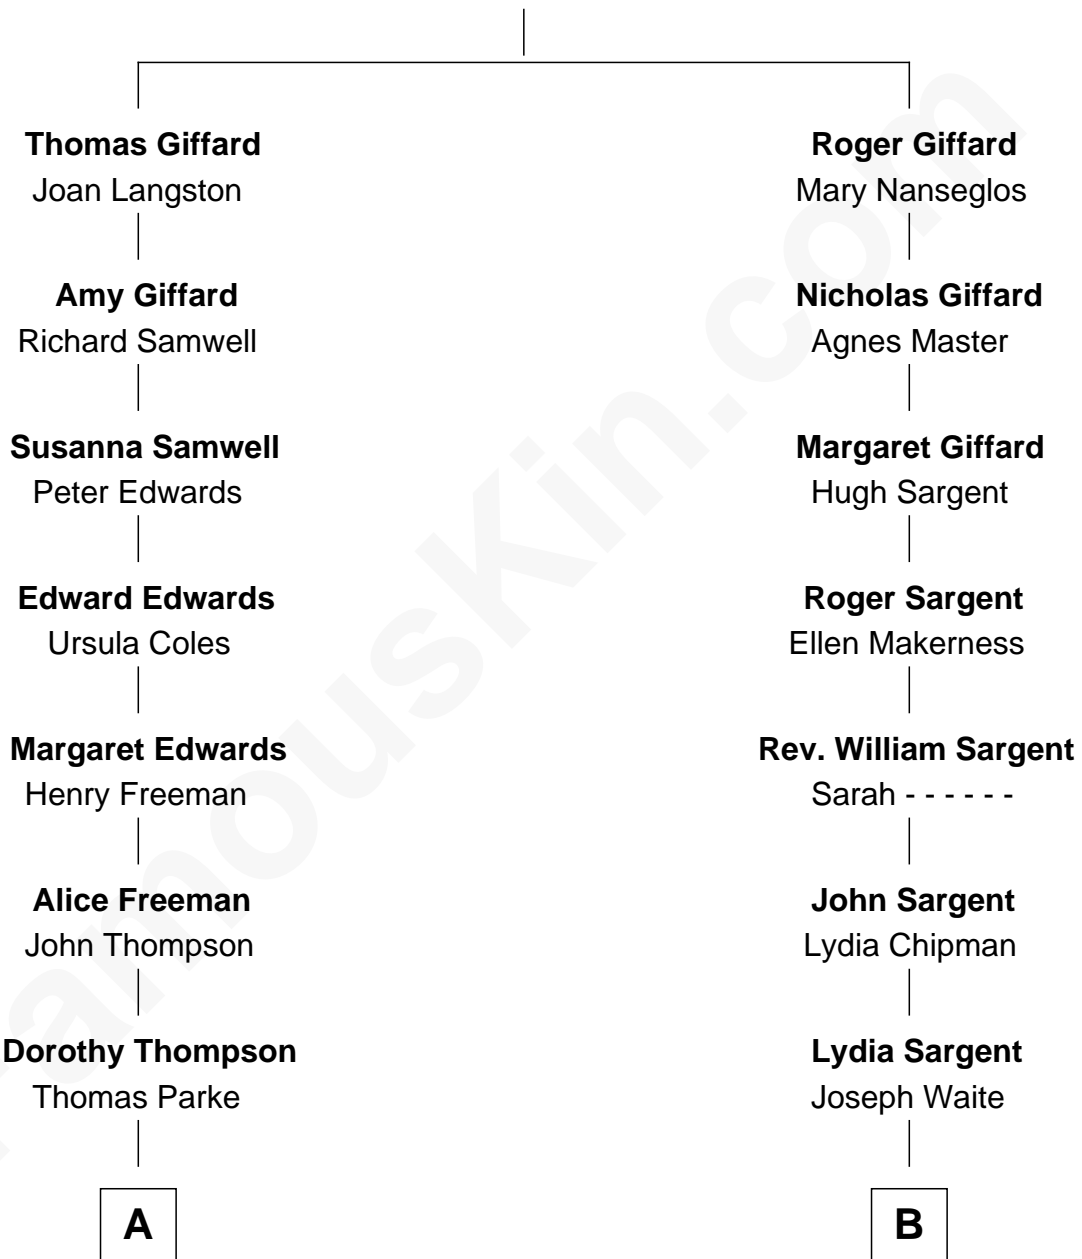 Thomas Giffard
Joan Langston
Amy Giffard
Richard Samwell
Susanna Samwell
Peter Edwards
Edward Edwards
Ursula Coles
Margaret Edwards
Henry Freeman
Alice Freeman
John Thompson
Dorothy Thompson
Thomas Parke
A
Roger Giffard
Mary Nanseglos
Nicholas Giffard
Agnes Master
Margaret Giffard
Hugh Sargent
Roger Sargent
Ellen Makerness
Rev. William Sargent
Sarah - - - - - -
John Sargent
Lydia Chipman
Lydia Sargent
Joseph Waite
B
FamousKin.com